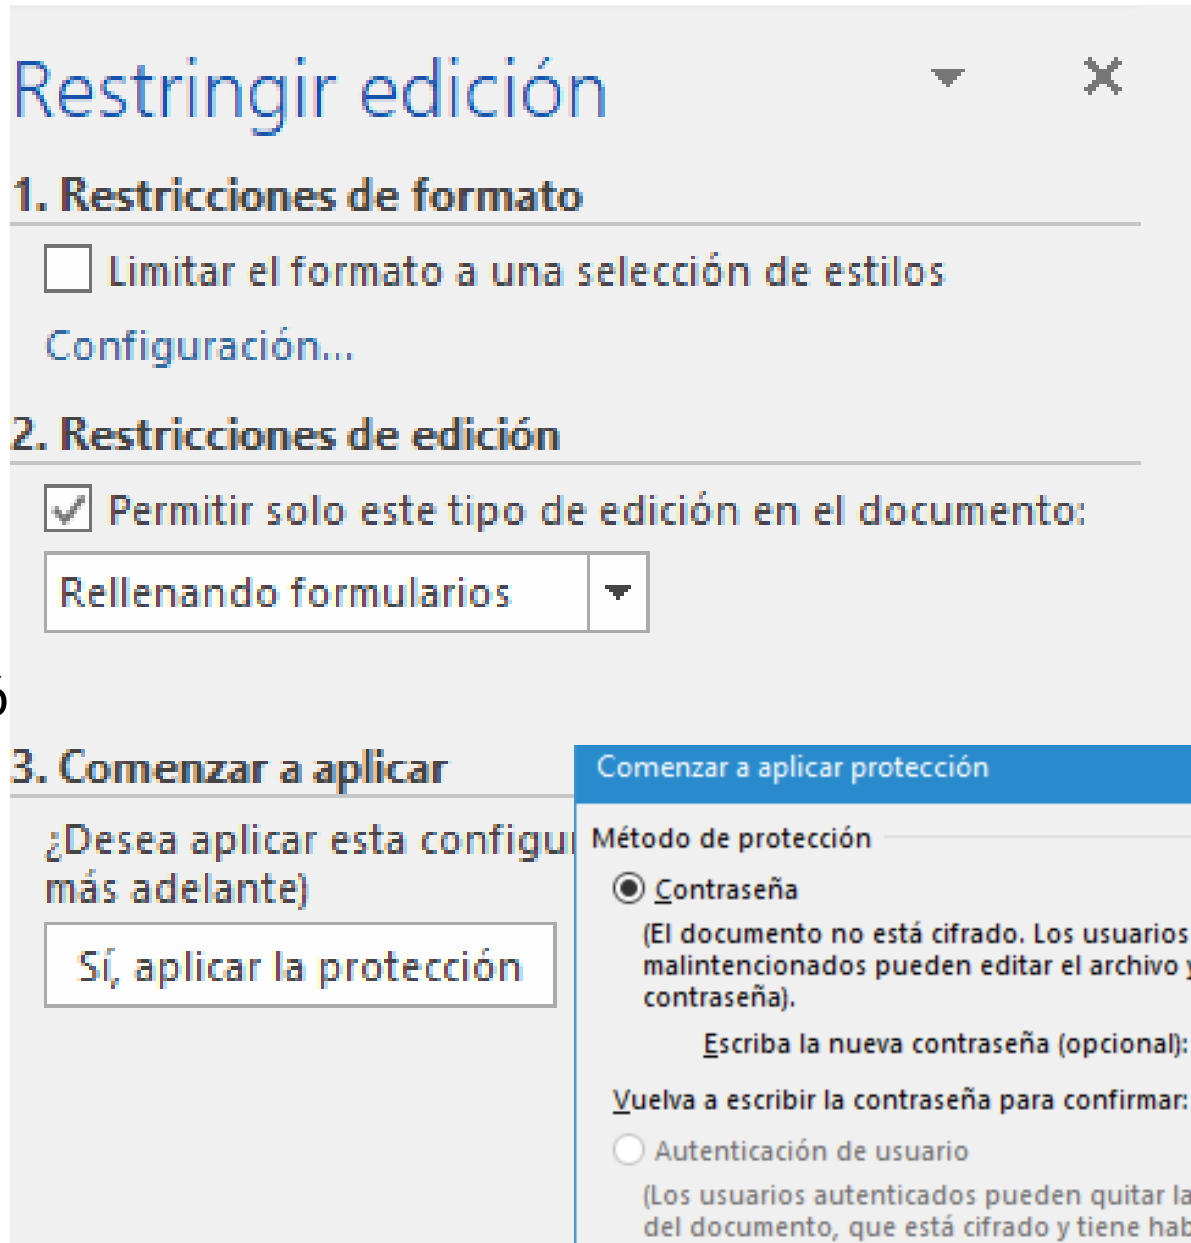 Restringir edición
1. Restricciones de formato
Limitar el formato a una selección de estilos
Configuración...
2. Restricciones de edición
Permitir solo este tipo de edición en el documento:
Rellenando formularios
3. Comenzar a aplicar
¿Desea aplicar esta
más adelante)
Sí, aplicar la protección
Comenzar a aplicar protección
Método de protección
Contraseña
(El documento no está cifrado. Los usuarios
malintencionados pueden editar el archivo y
contraseña).
Escriba la nueva contraseña (opcional):
Vuelva a escribir la contraseña para confirmar:
Autenticación de usuario
(Los usuarios autenticados pueden quitar la
del documento, que está cifrado y tiene